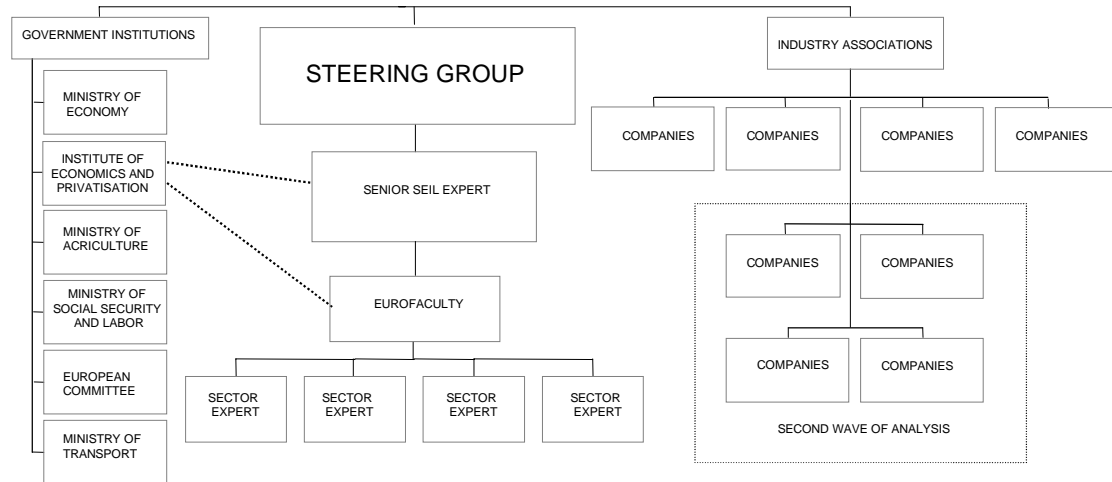 GOVERNMENT INSTITUTIONS
STEERING GROUP
INDUSTRY ASSOCIATIONS
MINISTRY OF
ECONOMY
INSTITUTE OF
ECONOMICS AND
PRIVATISATION
MINISTRY OF
ACRICULTURE
MINISTRY OF
SOCIAL SECURITY
AND LABOR
EUROPEAN
COMMITTEE
MINISTRY OF
TRANSPORT
SENIOR SEIL EXPERT
EUROFACULTY
SECTOR
EXPERT
SECTOR
EXPERT
SECTOR
EXPERT
SECTOR
EXPERT
COMPANIES
COMPANIES
COMPANIES
COMPANIES
COMPANIES
COMPANIES
COMPANIES
COMPANIES
SECOND WAVE OF ANALYSIS